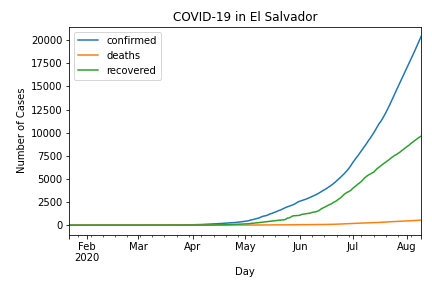 COVID-19 in El Salvador
confirmed
deaths
recovered
Number of Cases
20000
17500
15000
12500
10000
7500
5000
2500
0
Feb Mar Apr May Jun Jul Aug
2020
Day